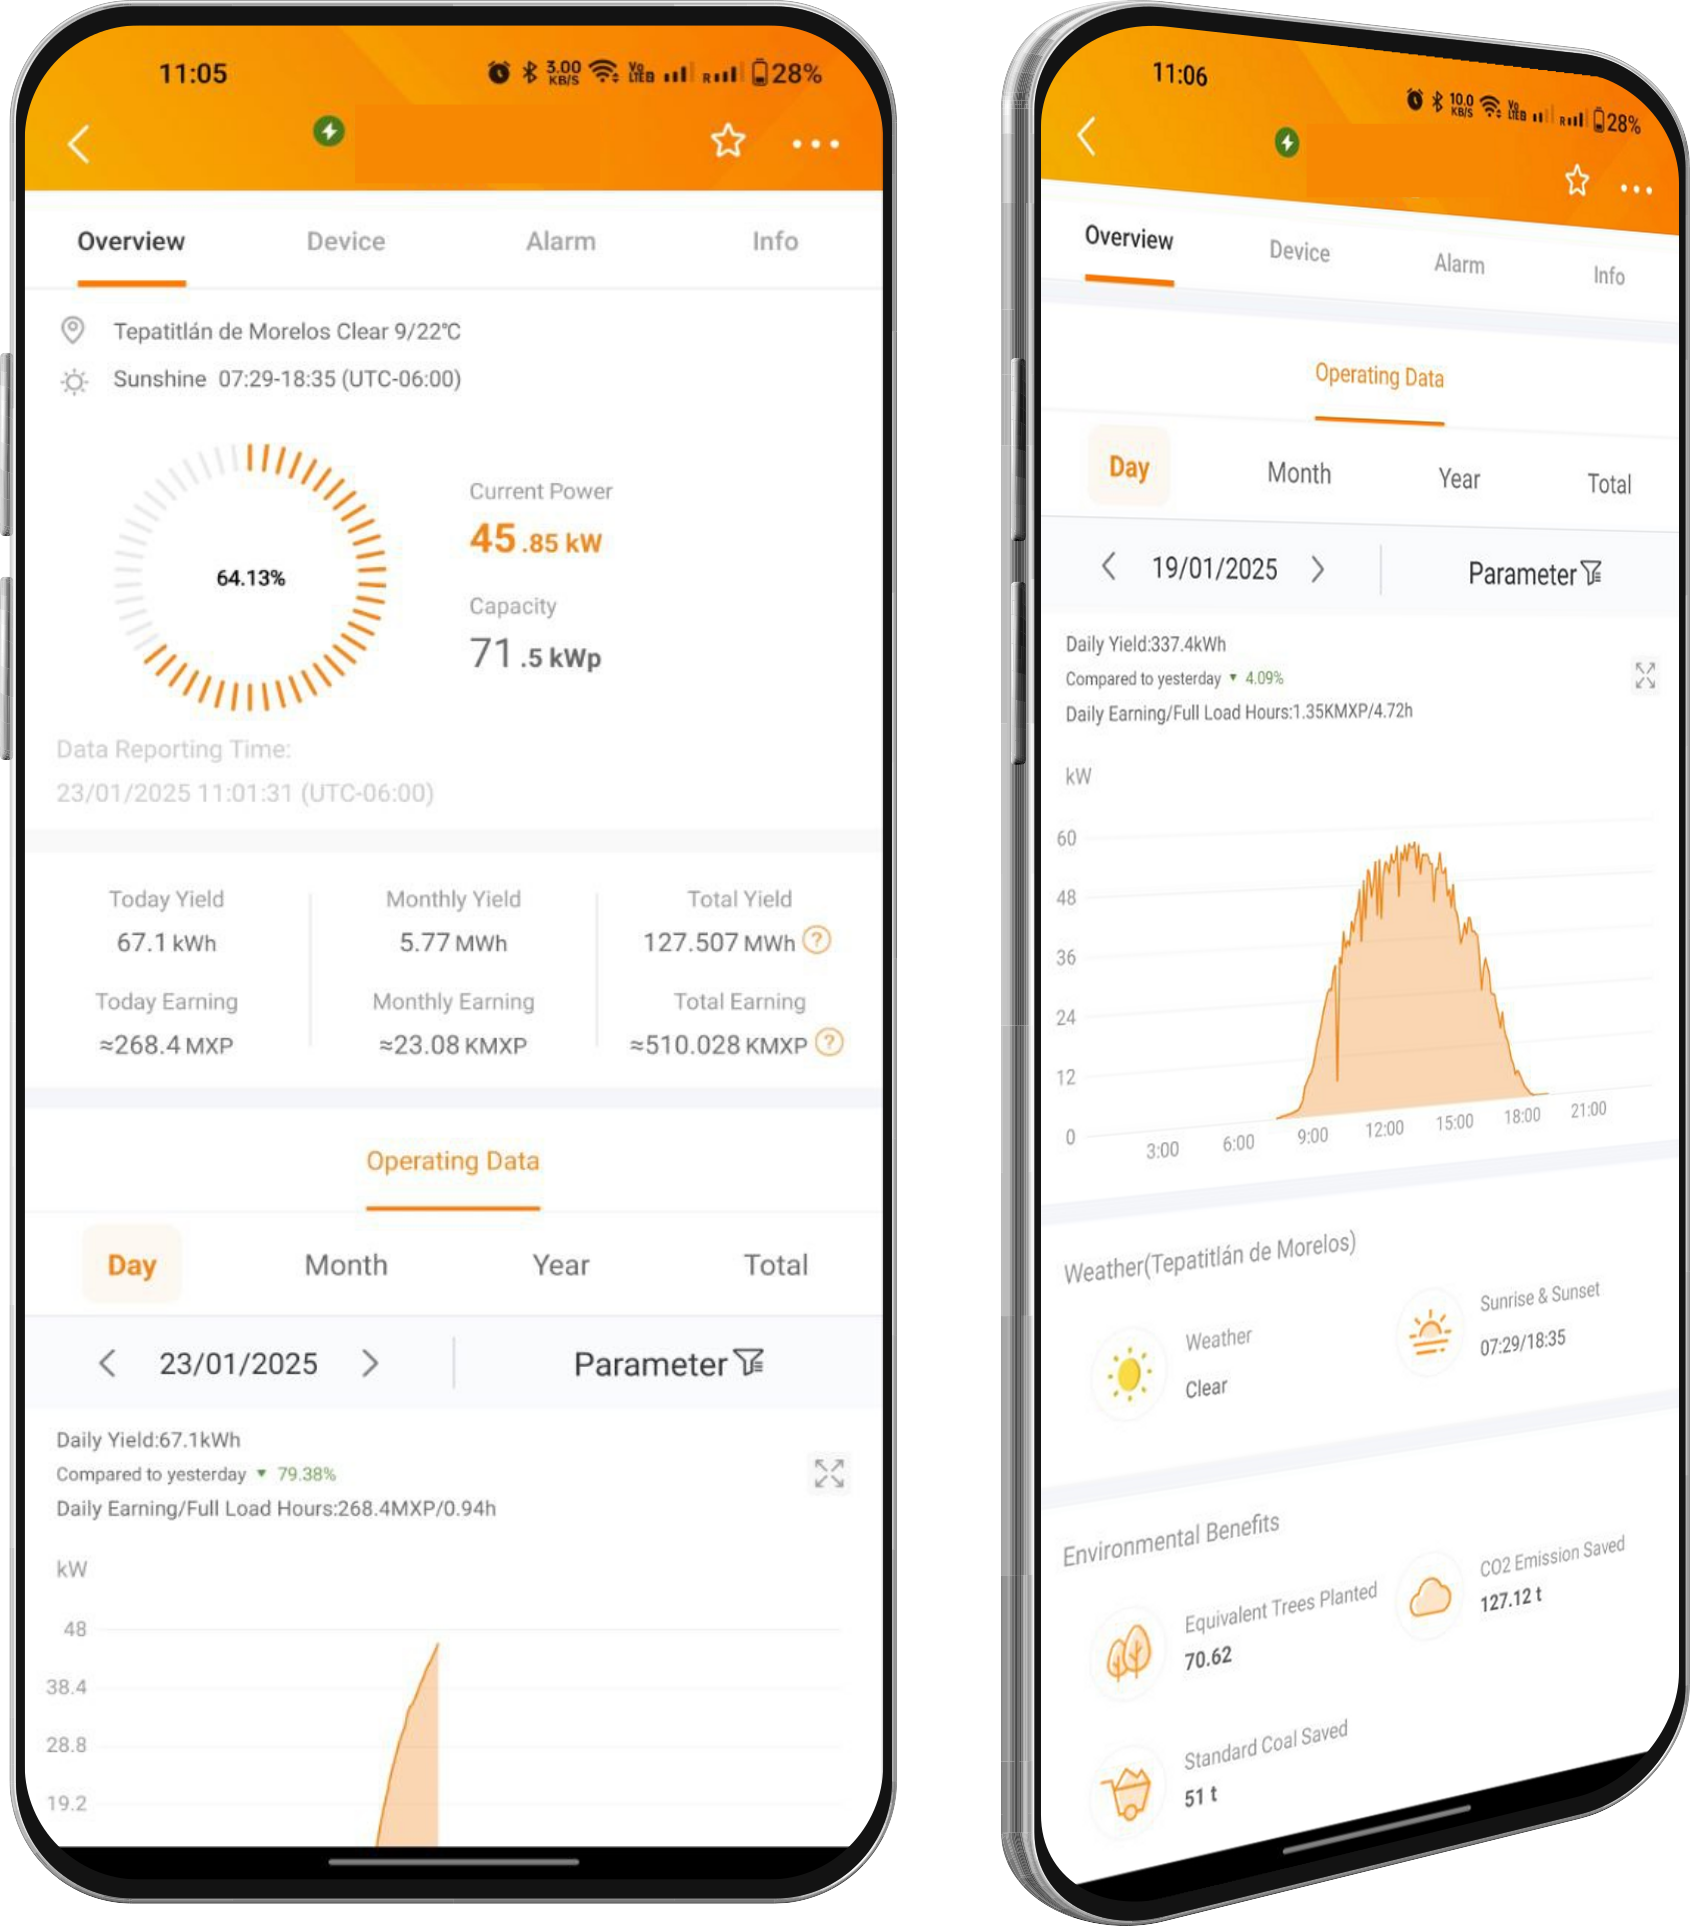 11:05 3.00 KB/S Vo LTEB R 28%
Overview Device Alarm Info
Tepatitlán de Morelos Clear 9/22℃
Sunshine 07:29-18:35 (UTC-06:00)
64.13%
Current Power
45.85 kW
Capacity
71.5 kWp
Data Reporting Time:
23/01/2025 11:01:31 (UTC-06:00)
Today Yield Monthly Yield Total Yield
67.1 kWh 5.77 MWh 127.507 MWh ?
Today Earning Monthly Earning Total Earning
≈268.4 MXP ≈23.08 KMXP ≈510.028 KMXP ?
Operating Data
Day Month Year Total
23/01/2025 Parameter
Daily Yield:67.1kWh
Compared to yesterday ▼ 79.38%
Daily Earning/Full Load Hours:268.4MXP/0.94h
kW
48
38.4
28.8
19.2
11:06 10.0 KB/S Vo LTEB R 28%
Overview Device Alarm Info
Operating Data
Day Month Year Total
19/01/2025 Parameter
Daily Yield:337.4kWh
Compared to yesterday ▼ 4.09%
Daily Earning/Full Load Hours:1.35KMXP/4.72h
kW
60
48
36
24
12
0
3:00 6:00 9:00 12:00 15:00 18:00 21:00
Weather(Tepatitlán de Morelos)
Weather
Clear
Sunrise & Sunset
07:29/18:35
Environmental Benefits
Equivalent Trees Planted
70.62
CO2 Emission Saved
127.12 t
Standard Coal Saved
51 t